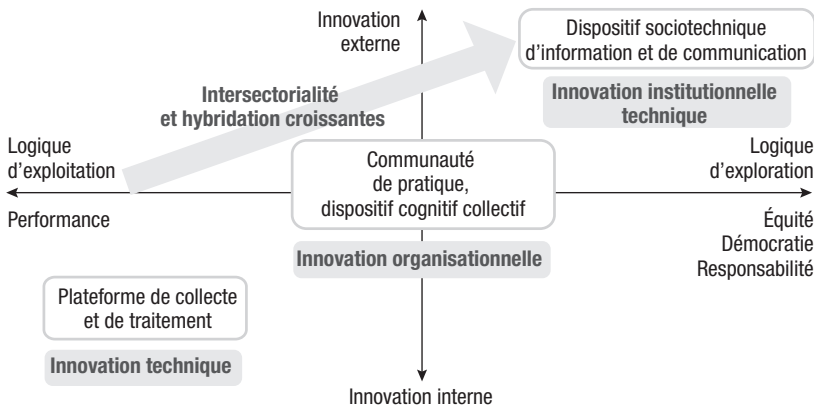 Innovation
externe
Dispositif sociotechnique
d’information et de communication
Innovation institutionnelle
technique
Intersectorialité
et hybridation croissantes
Logique
d’exploitation
Communauté
de pratique,
dispositif cognitif collectif
Logique
d’exploration
Performance
Équité
Démocratie
Responsabilité
Innovation organisationnelle
Plateforme de collecte
et de traitement
Innovation technique
Innovation interne